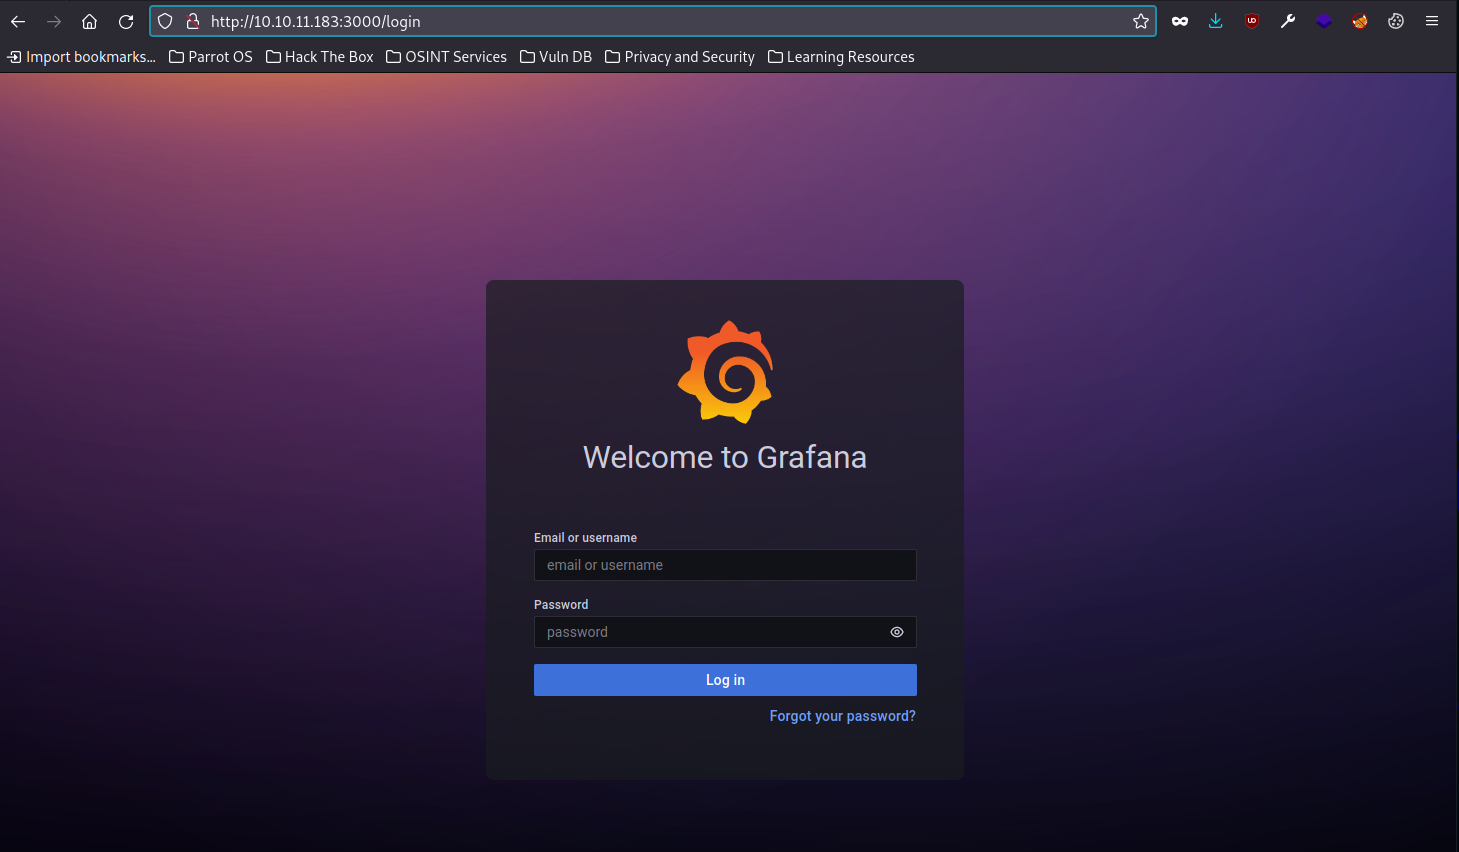 http://10.10.11.183:3000/login
Import bookmarks... Parrot OS Hack The Box OSINT Services Vuln DB Privacy and Security Learning Resources
Welcome to Grafana
Email or username
email or username
Password
password
Log in
Forgot your password?